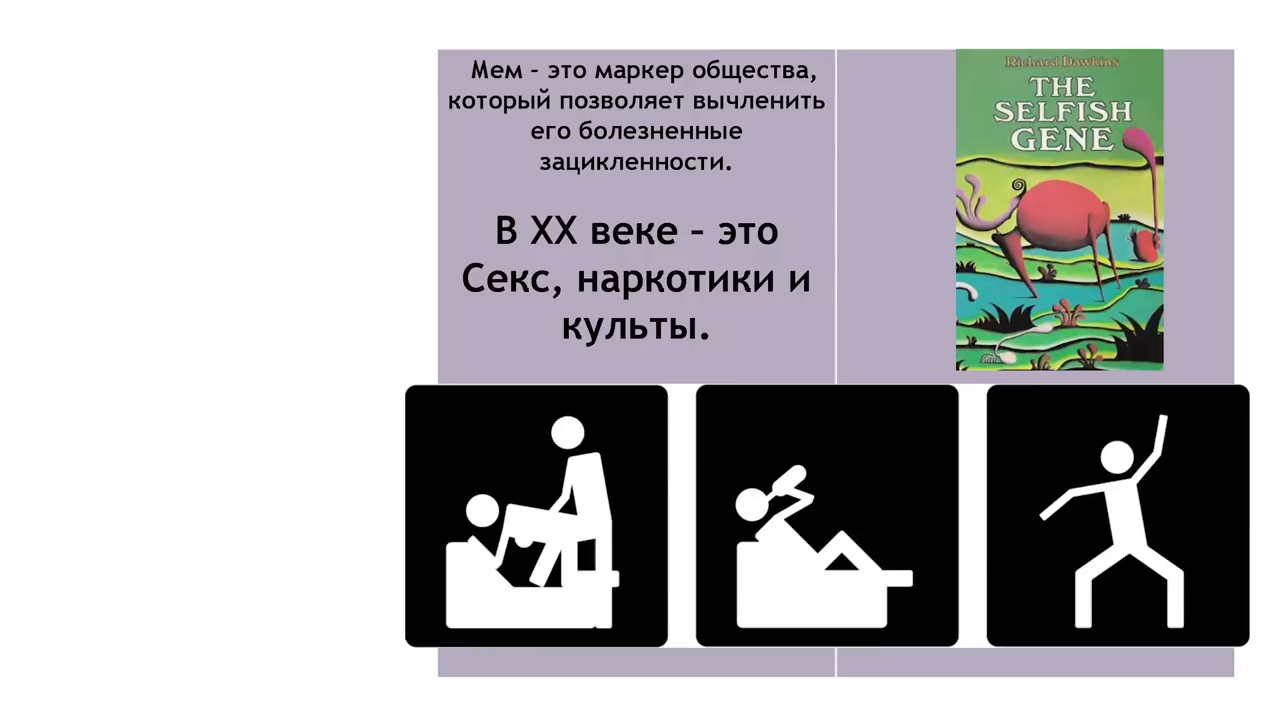 Мем – это маркер общества,
который позволяет вычленить
его болезненные
зацикленности.
В XX веке – это
Секс, наркотики и
культы.
Richard Dawkins
THE
SELFISH
GENE